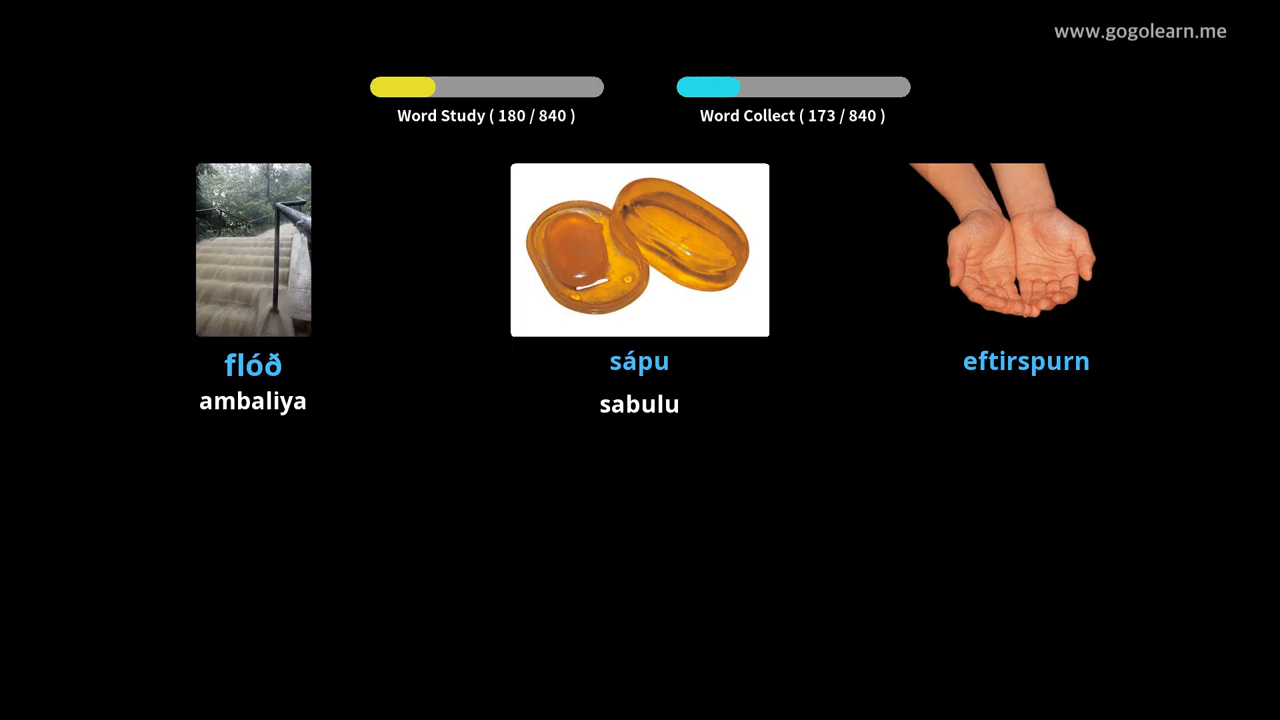 www.gogolearn.me
Word Study ( 180 / 840 )
Word Collect ( 173 / 840 )
flóð
ambaliya
sápu
sabulu
eftirspurn